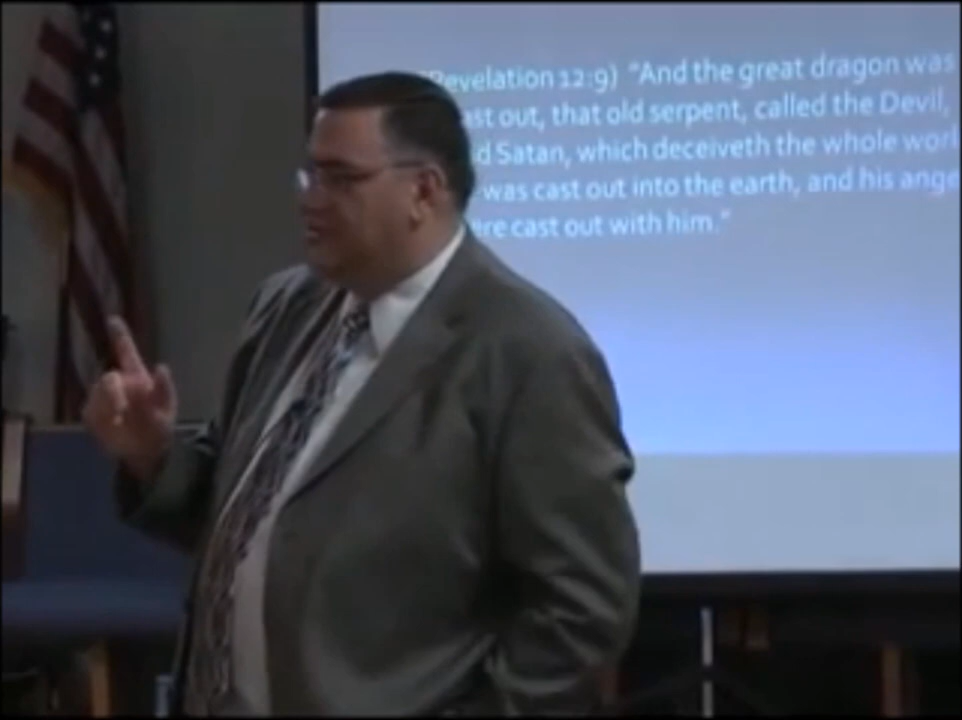 Revelation 12:9) "And the great dragon was
ast out, that old serpent, called the Devil,
d Satan, which deceiveth the whole worl
was cast out into the earth, and his ange
ere cast out with him."